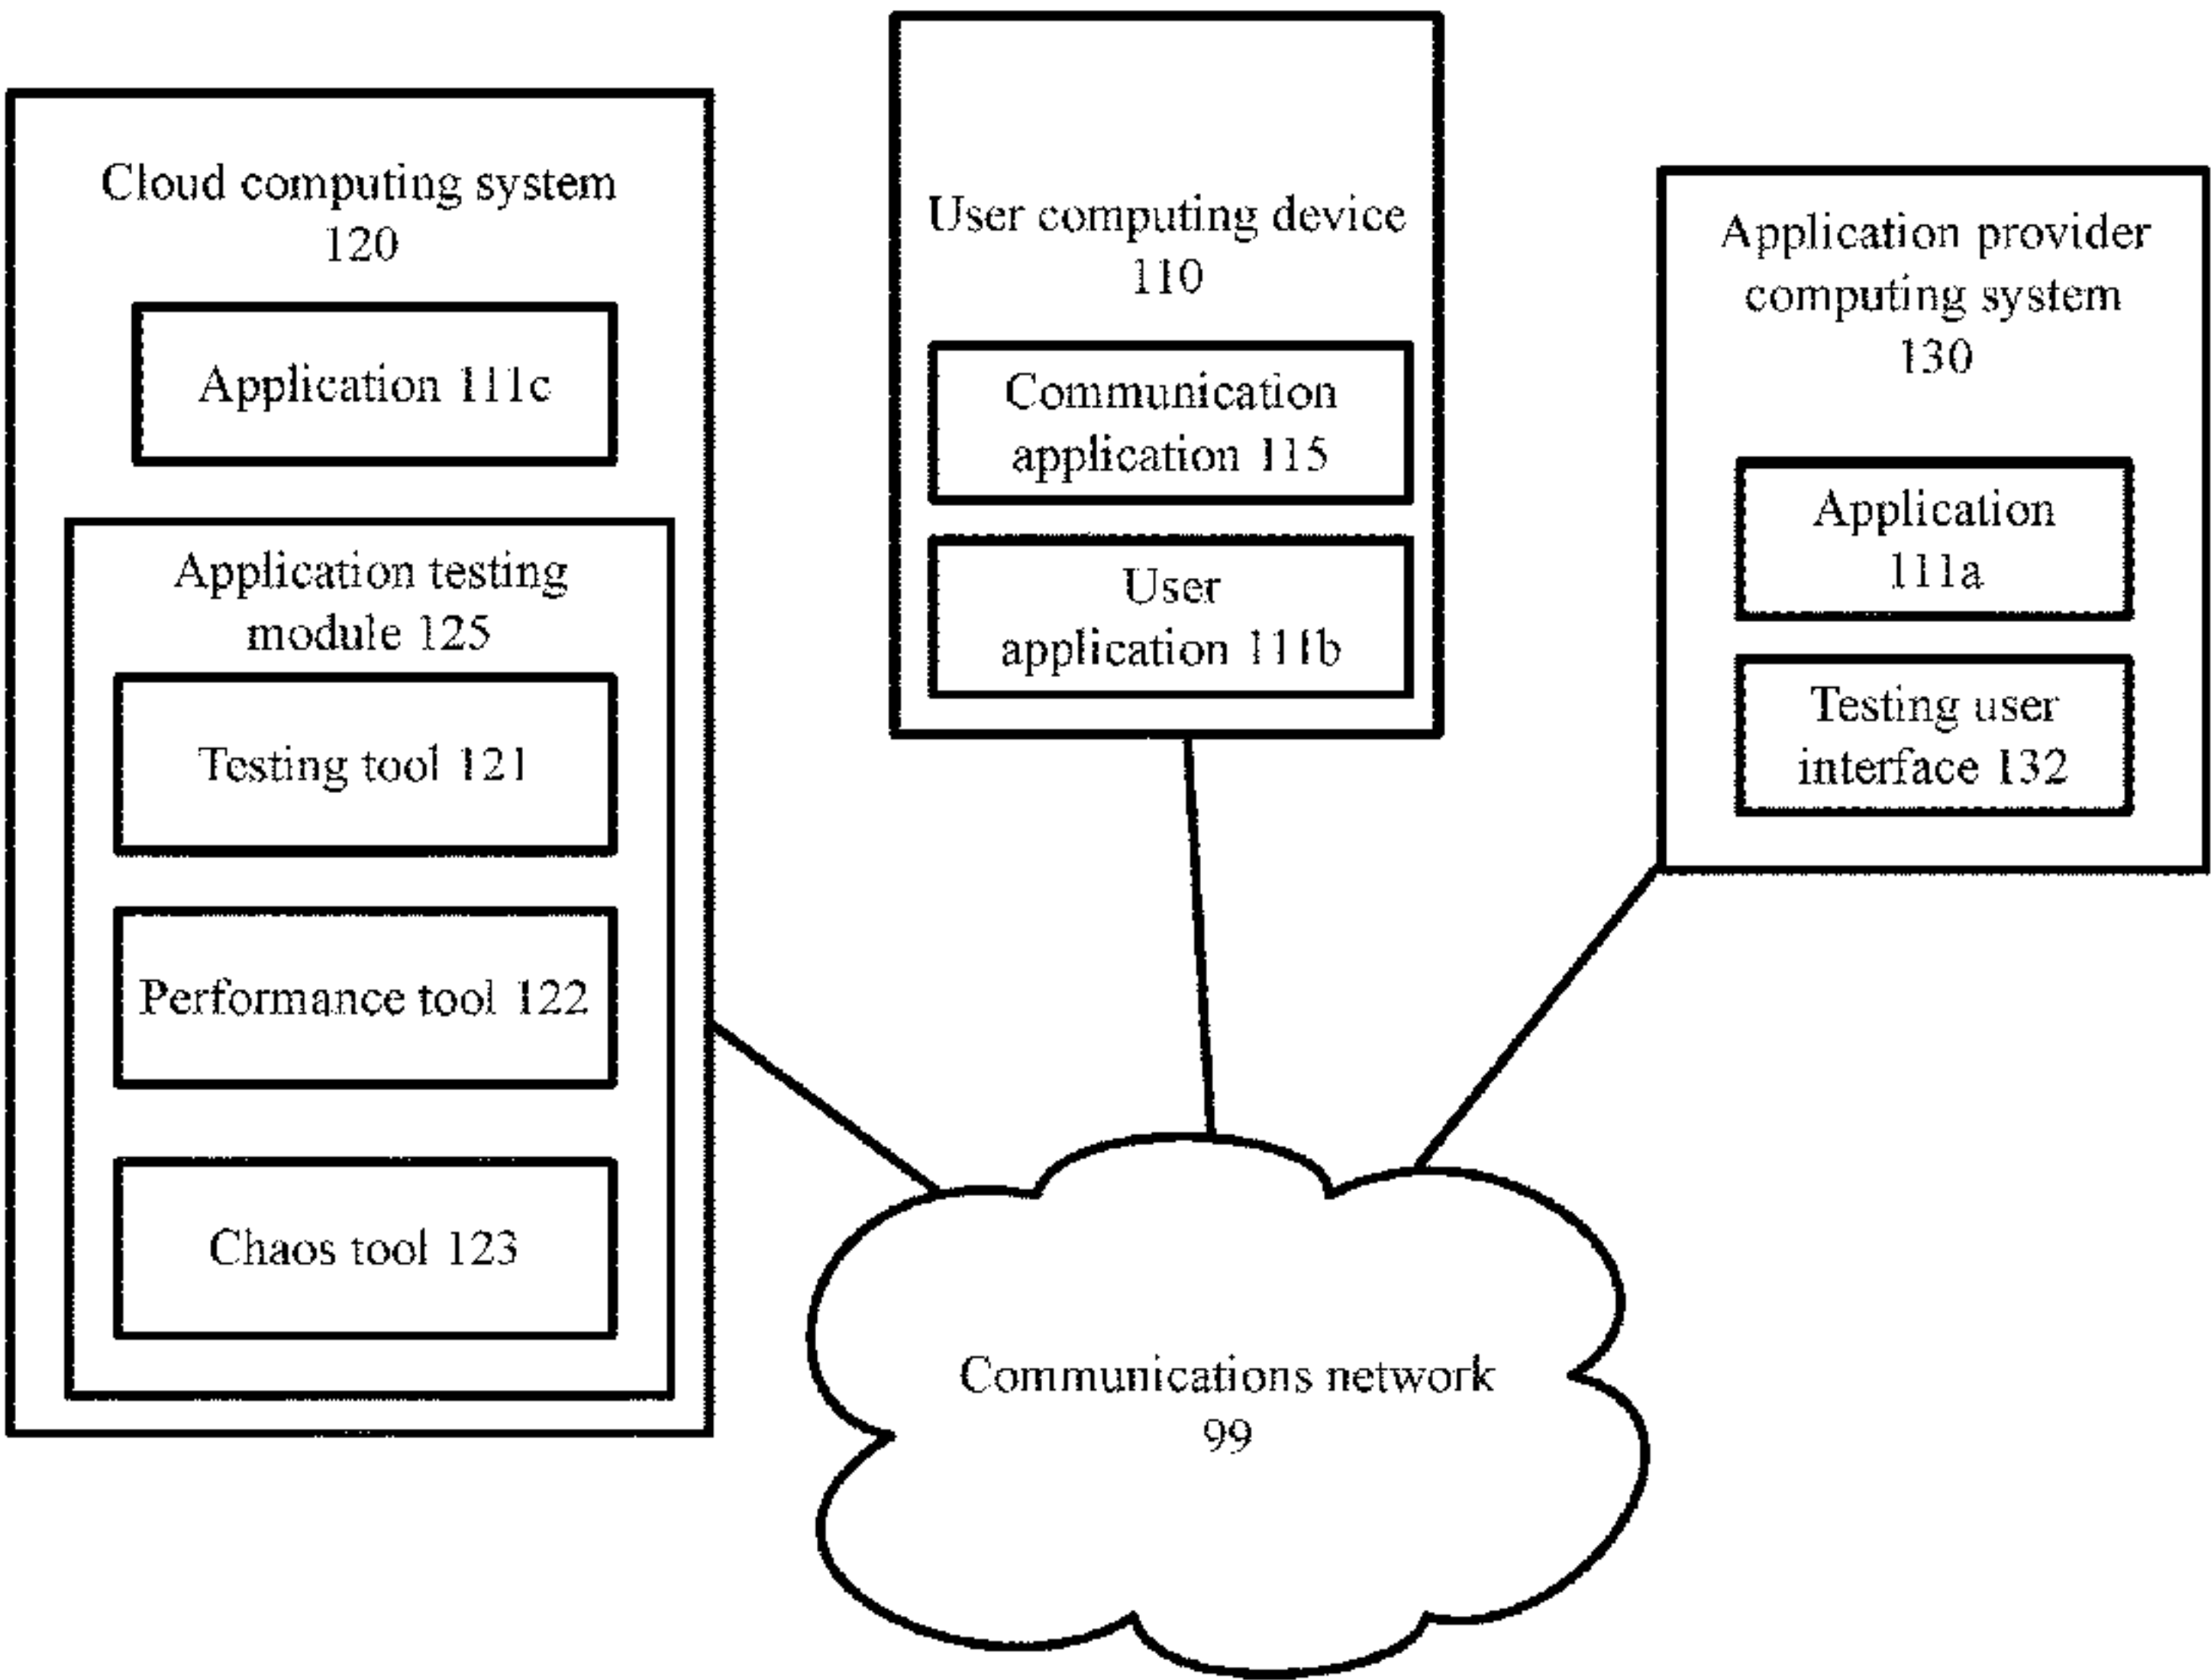 Cloud computing system
120
Application 111c
Application testing
module 125
Testing tool 121
Performance tool 122
Chaos tool 123
User computing device
110
Communication
application 115
User
application 111b
Application provider
computing system
130
Application
111a
Testing user
interface 132
Communications network
99